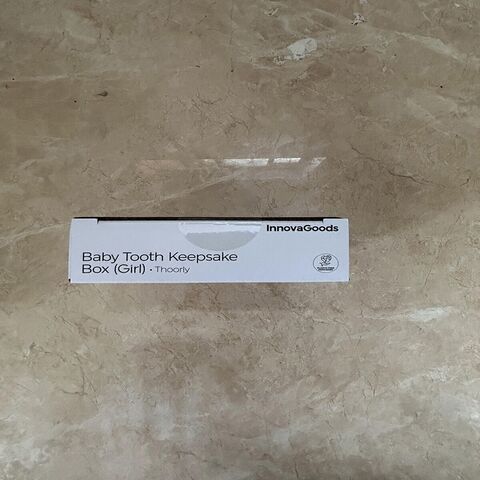 InnovaGoods
Baby Tooth Keepsake
Box (Girl) • Thoorly